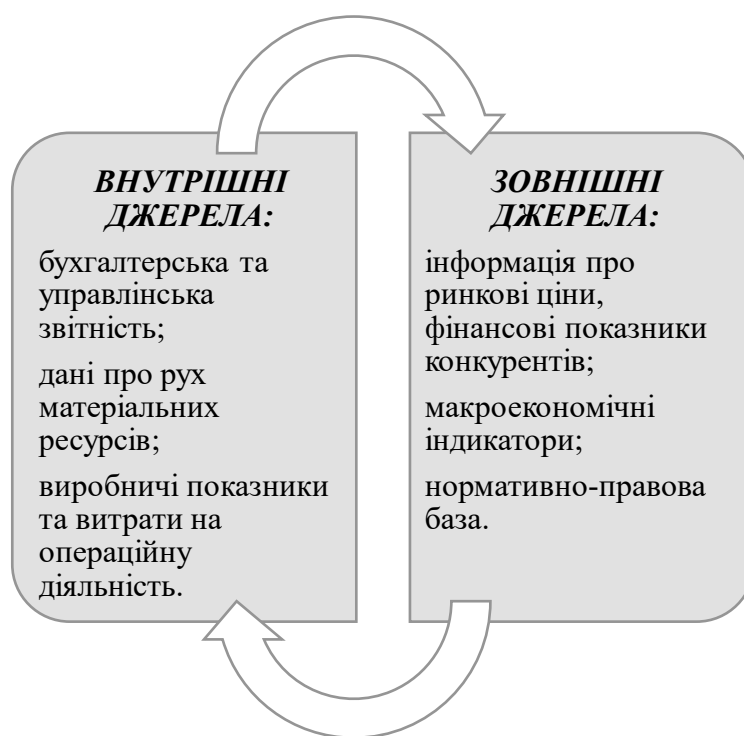 ВНУТРІШНІ
ДЖЕРЕЛА:
бухгалтерська та
управлінська
звітність;
дані про рух
матеріальних
ресурсів;
виробничі показники
та витрати на
операційну
діяльність.
ЗОВНІШНІ
ДЖЕРЕЛА:
інформація про
ринкові ціни,
фінансові показники
конкурентів;
макроекономічні
індикатори;
нормативно-правова
база.